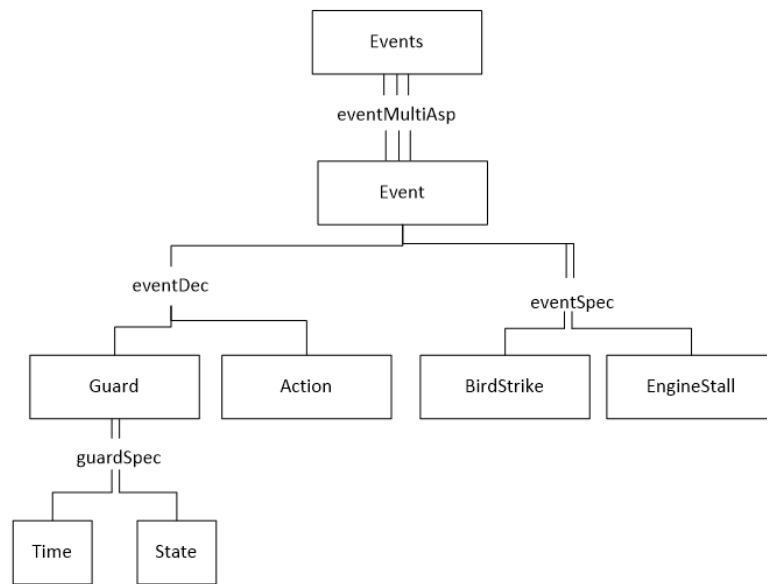 Events
eventMultiAsp
Event
eventDec
eventSpec
Guard
Action
BirdStrike
EngineStall
guardSpec
Time
State